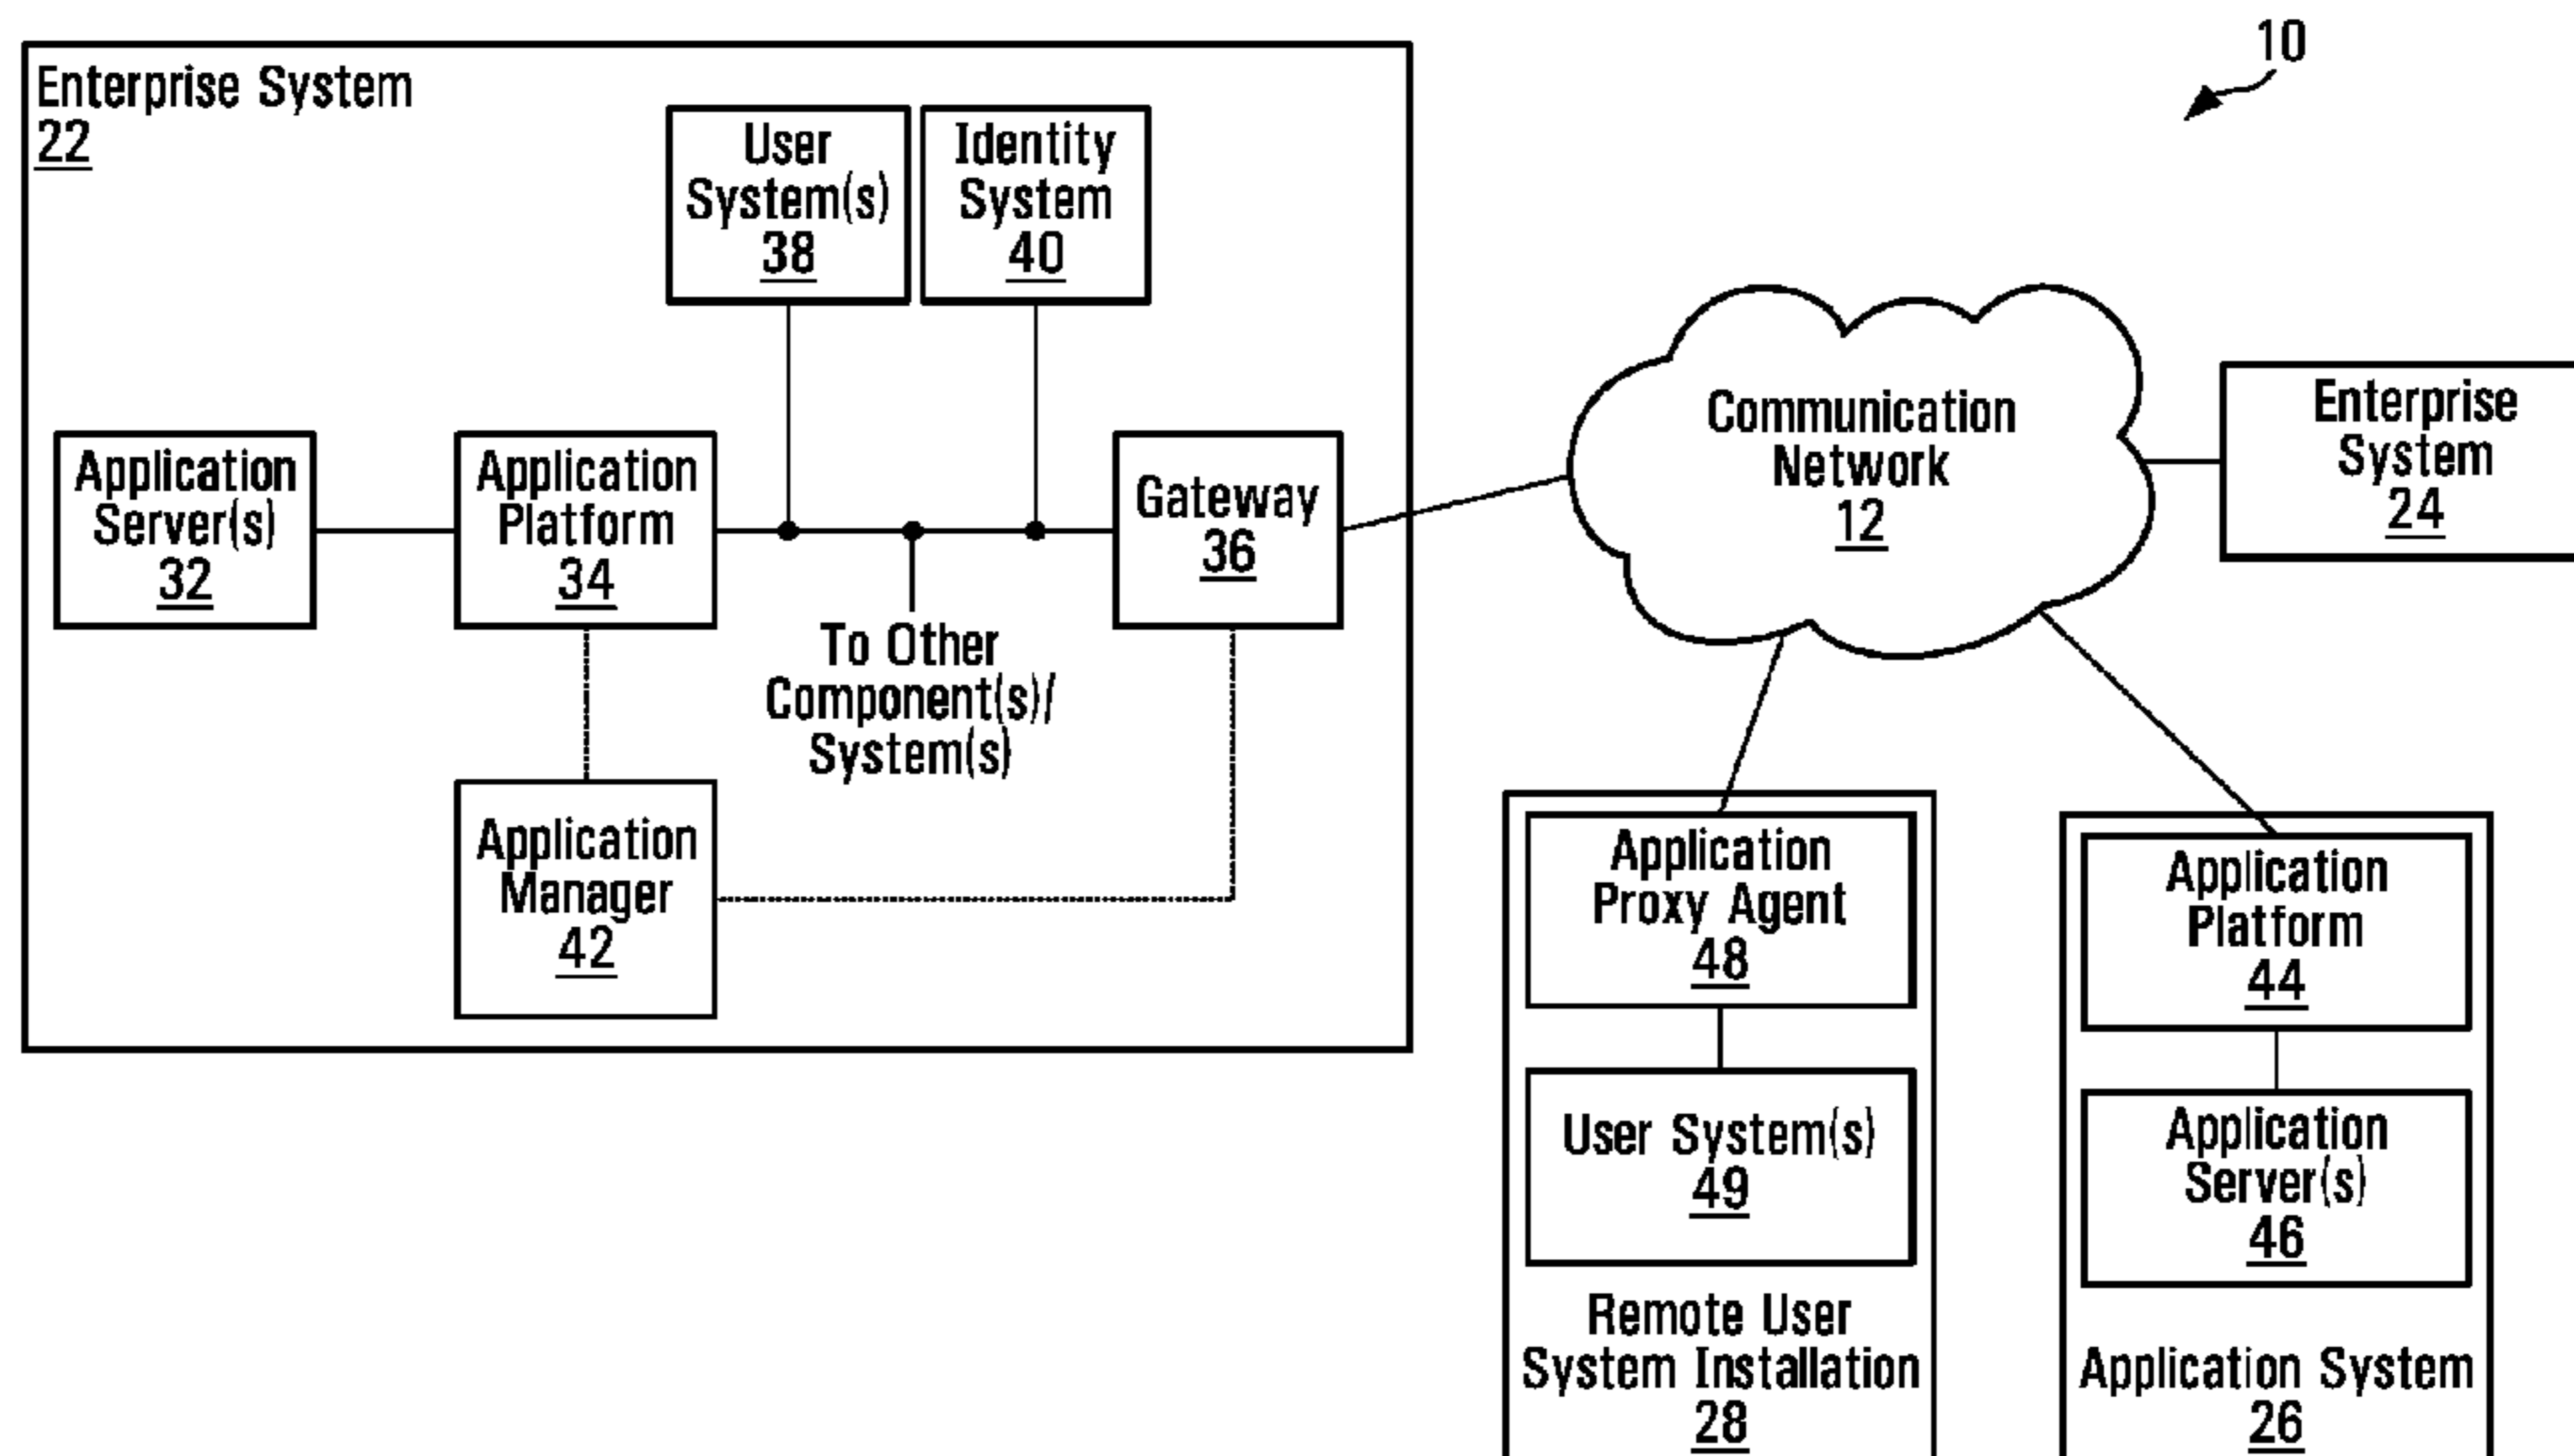 10
Enterprise System
22
User
System(s)
38
Identity
System
40
Application
Server(s)
32
Application
Platform
34
Gateway
36
To Other
Component(s)/
System(s)
Application
Manager
42
Communication
Network
12
Enterprise
System
24
Application
Proxy Agent
48
User System(s)
49
Remote User
System Installation
28
Application
Platform
44
Application
Server(s)
46
Application System
26